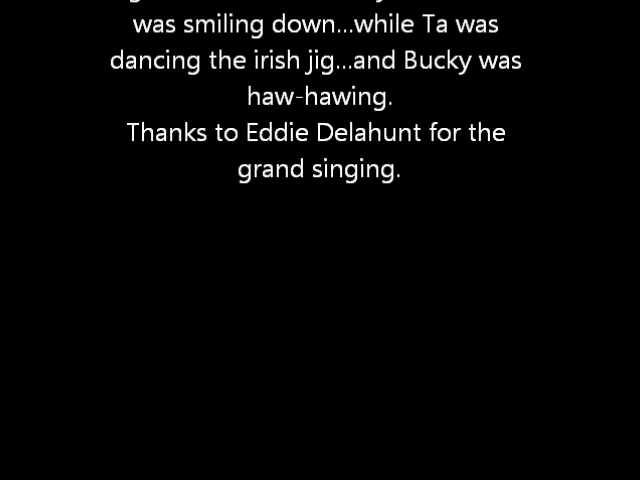 was smiling down...while Ta was
dancing the irish jig...and Bucky was
haw-hawing.
Thanks to Eddie Delahunt for the
grand singing.